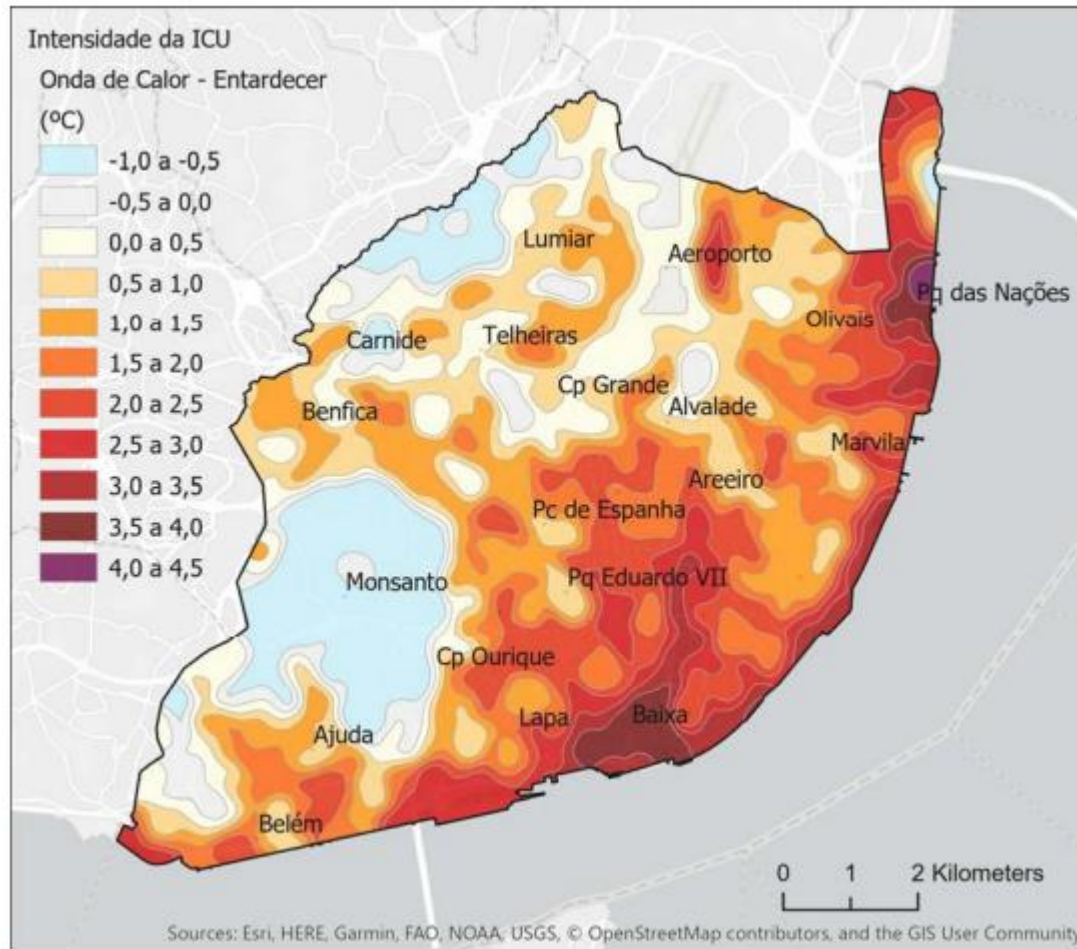 Intensidade da ICU
Onda de Calor - Entardecer
(ºC)
-1,0 a -0,5
-0,5 a 0,0
0,0 a 0,5
0,5 a 1,0
1,0 a 1,5
1,5 a 2,0
2,0 a 2,5
2,5 a 3,0
3,0 a 3,5
3,5 a 4,0
4,0 a 4,5
Lumiar
Aeroporto
Pq das Nações
Olivais
Carnide
Telheiras
Cp Grande
Benfica
Alvalade
Marvila
Areeiro
Pc de Espanha
Monsanto
Pq Eduardo VII
Cp Ourique
Lapa
Baixa
Ajuda
Belém
0 1 2 Kilometers
Sources: Esri, HERE, Garmin, FAO, NOAA, USGS, © OpenStreetMap contributors, and the GIS User Community